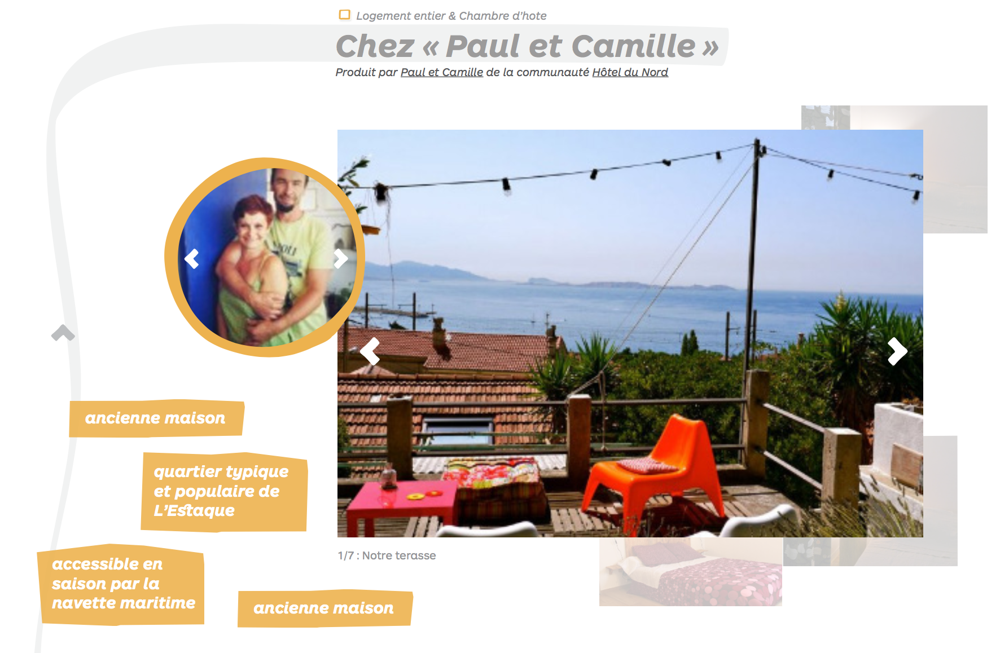 Logement entier & Chambre d'hote
Chez « Paul et Camille »
Produit par Paul et Camille de la communauté Hôtel du Nord
ancienne maison
quartier typique
et populaire de
L'Estaque
accessible en
saison par la
navette maritime
1/7 : Notre terasse
ancienne maison